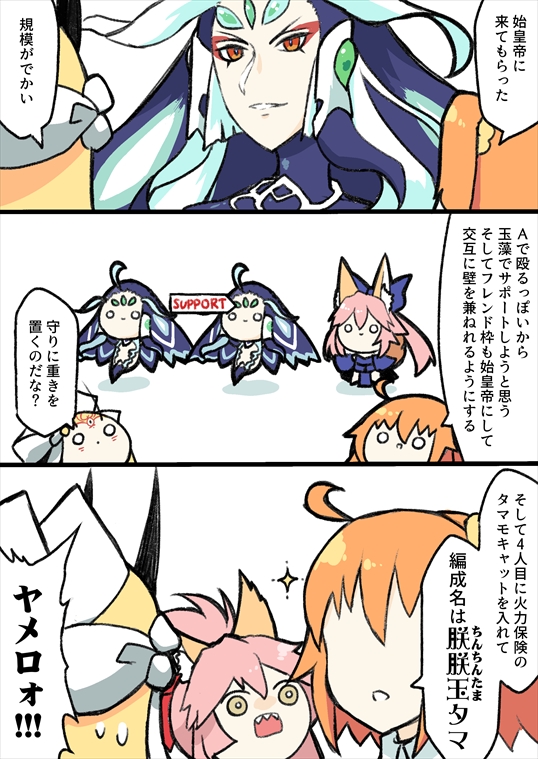 始皇帝に
来てもらった
規模がでかい
Aで殴るっぽいから
玉藻でサポートしようと思う
そしてフレンド枠も始皇帝にして
交互に壁を兼ねれるようにする
SUPPORT
守りに重きを
置くのだな?
そして4人目に火力保険の
タマモキャットを入れて
編成名は朕朕玉タマ
ちんちんたま
ヤメロォ!!!